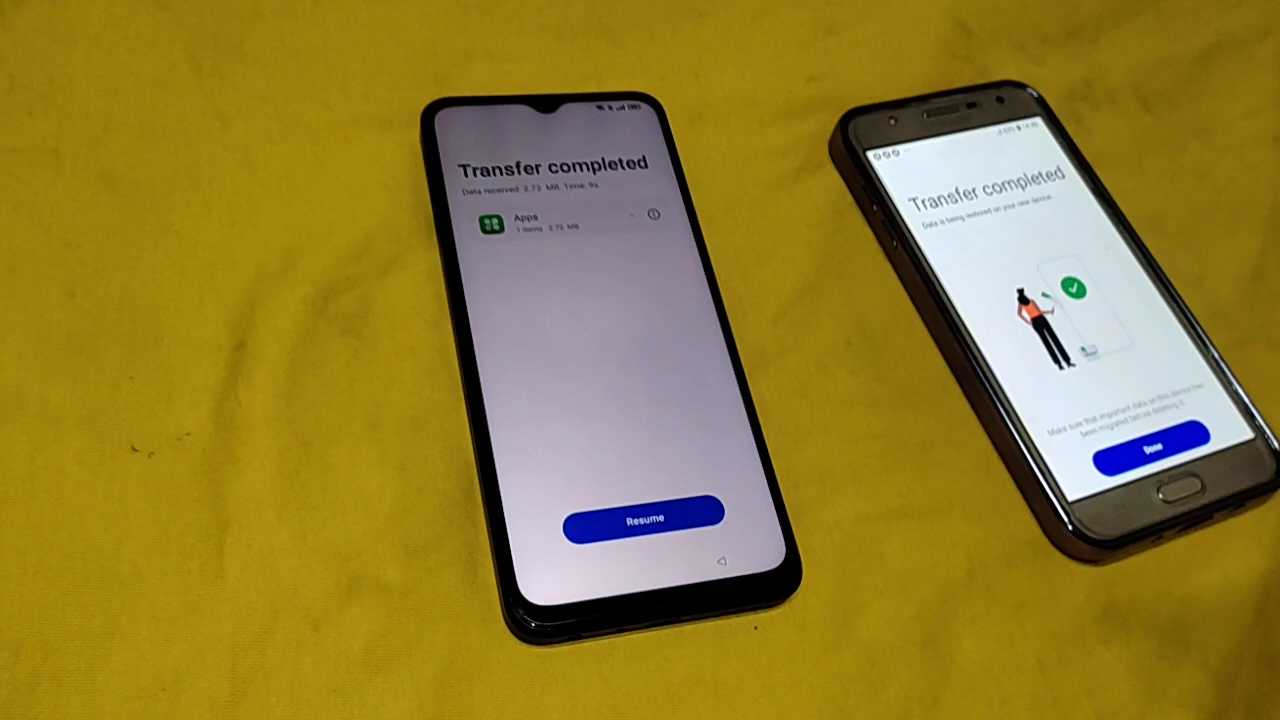 Transfer completed
Data received: 2.72 MB Time: 9s
Apps
1 items 2.72 MB
Resume
Transfer completed
Data is being restored on your new device.
Make sure that important data on this device has
been migrated before deleting it.
Done